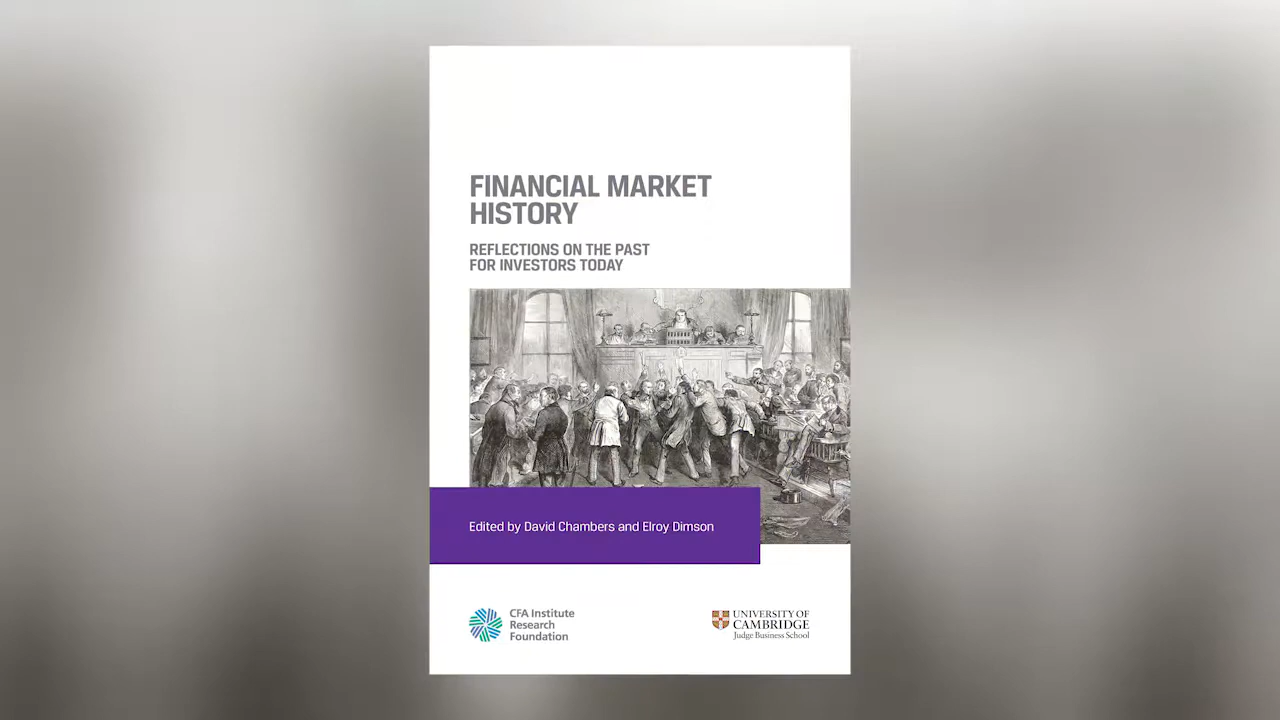 FINANCIAL MARKET
HISTORY
REFLECTIONS ON THE PAST
FOR INVESTORS TODAY
Edited by David Chambers and Elroy Dimson
CFA Institute
Research
Foundation
UNIVERSITY OF
CAMBRIDGE
Judge Business School